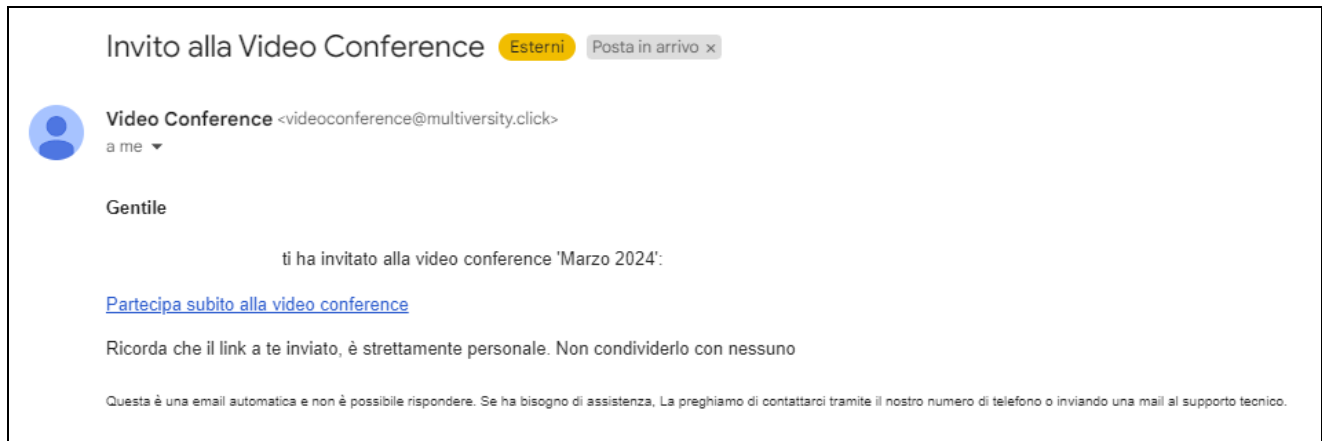 Invito alla Video Conference Esterni Posta in arrivo ×
Video Conference <videoconference@multiversity.click>
a me
Gentile
ti ha invitato alla video conference 'Marzo 2024':
Partecipa subito alla video conference
Ricorda che il link a te inviato, è strettamente personale. Non condividerlo con nessuno
Questa è una email automatica e non è possibile rispondere. Se ha bisogno di assistenza, La preghiamo di contattarci tramite il nostro numero di telefono o inviando una mail al supporto tecnico.